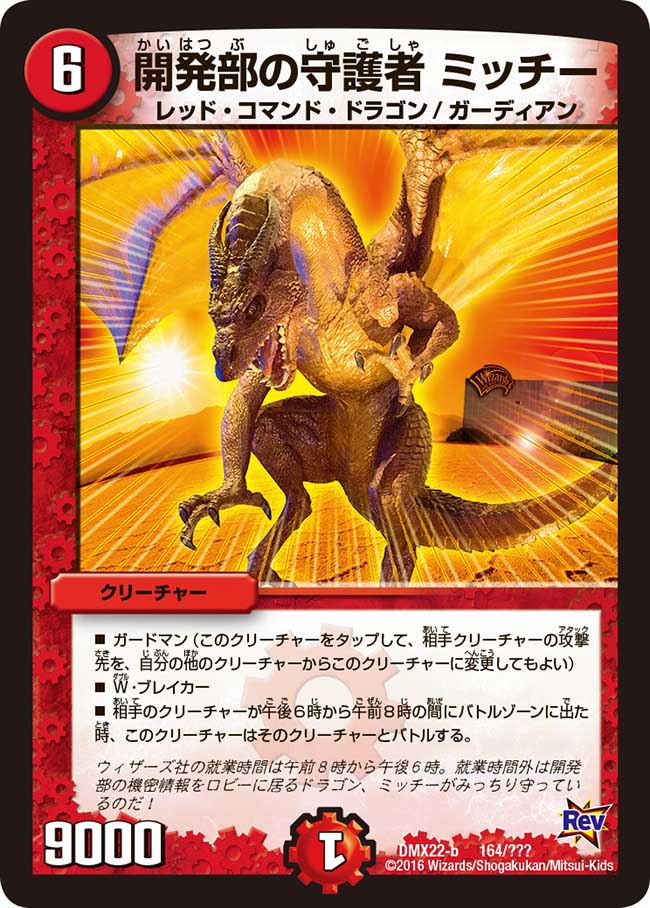 6
かいはつぶ しゅごしゃ
開発部の守護者 ミッチー
レッド・コマンド・ドラゴン / ガーディアン
Wizards
クリーチャー
■ ガードマン (このクリーチャーをタップして、相手クリーチャーの攻撃
先を、自分の他のクリーチャーからこのクリーチャーに変更してもよい)
■ W・ブレイカー
■ 相手のクリーチャーが午後6時から午前8時の間にバトルゾーンに出た
時、このクリーチャーはそのクリーチャーとバトルする。
ウィザーズ社の就業時間は午前8時から午後6時。就業時間外は開発
部の機密情報をロビーに居るドラゴン、ミッチーがみっちり守ってい
るのだ!
9000
1
Rev
DMX22-b 164/???
©2016 Wizards/Shogakukan/Mitsui-Kids